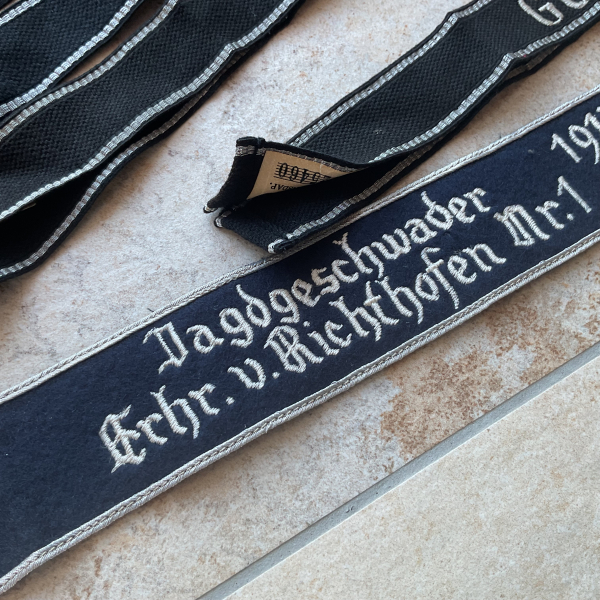 Jagdgeschwader
Frhr. v. Richthofen Nr. 1